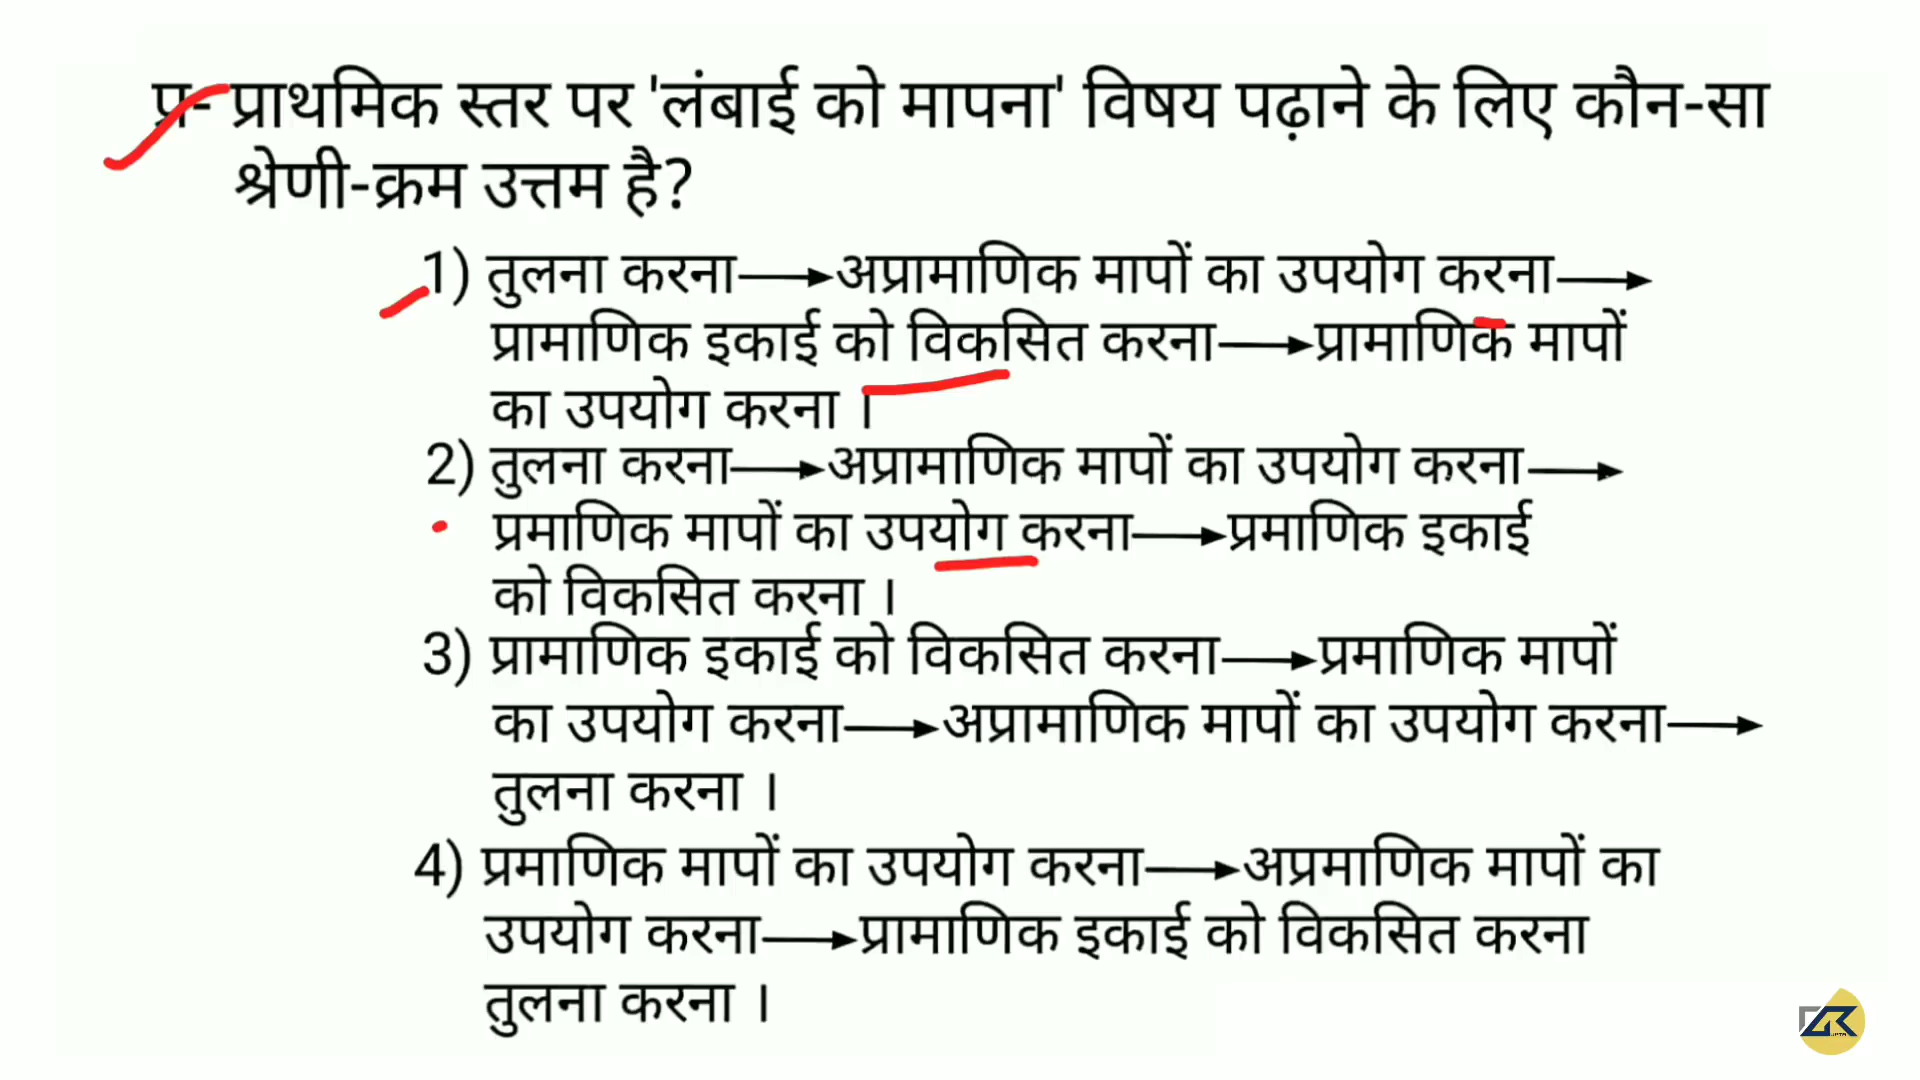 प्र- प्राथमिक स्तर पर 'लंबाई को मापना' विषय पढ़ाने के लिए कौन-सा
श्रेणी-क्रम उत्तम है?
1) तुलना करना→अप्रामाणिक मापों का उपयोग करना→
प्रामाणिक इकाई को विकसित करना→प्रामाणिक मापों
का उपयोग करना ।
2) तुलना करना→अप्रामाणिक मापों का उपयोग करना→
प्रमाणिक मापों का उपयोग करना→प्रमाणिक इकाई
को विकसित करना ।
3) प्रामाणिक इकाई को विकसित करना→प्रमाणिक मापों
का उपयोग करना→अप्रामाणिक मापों का उपयोग करना→
तुलना करना ।
4) प्रमाणिक मापों का उपयोग करना→अप्रमाणिक मापों का
उपयोग करना→प्रामाणिक इकाई को विकसित करना
तुलना करना ।